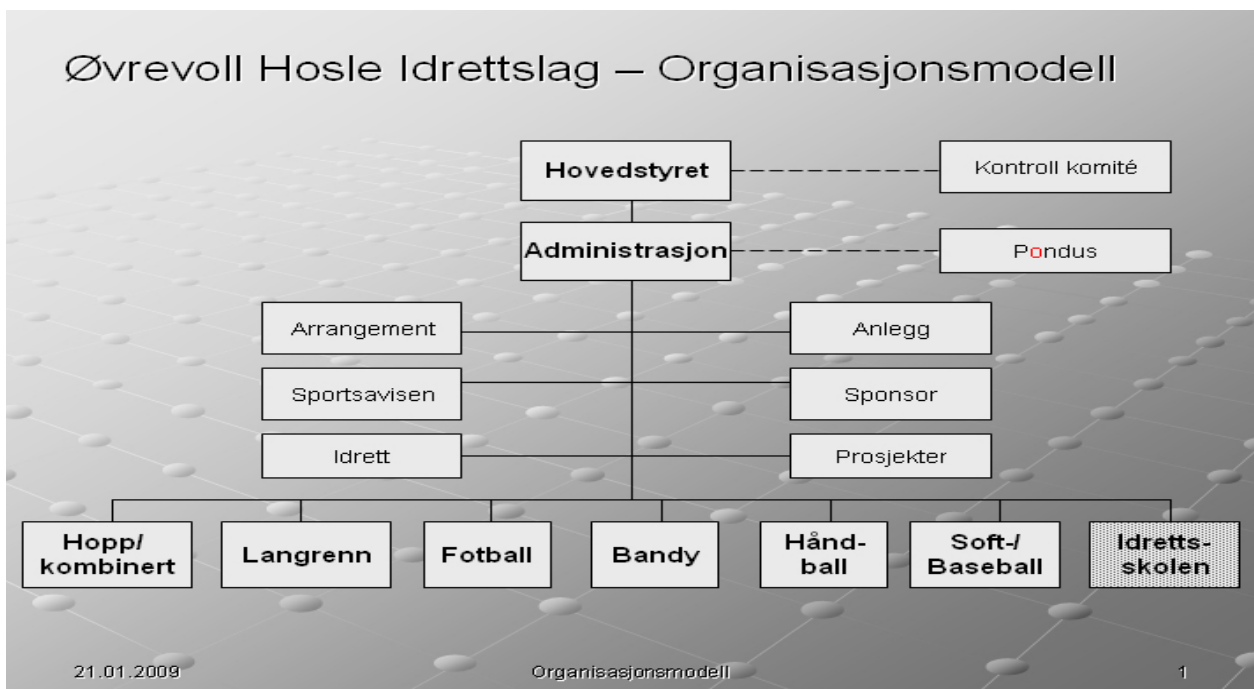 Øvrevoll Hosle Idrettslag – Organisasjonsmodell
Hovedstyret
Kontroll komité
Administrasjon
Pondus
Arrangement
Anlegg
Sportsavisen
Sponsor
Idrett
Prosjekter
Hopp/
kombinert
Langrenn
Fotball
Bandy
Hånd-
ball
Soft-/
Baseball
Idretts-
skolen
21.01.2009
Organisasjonsmodell
1